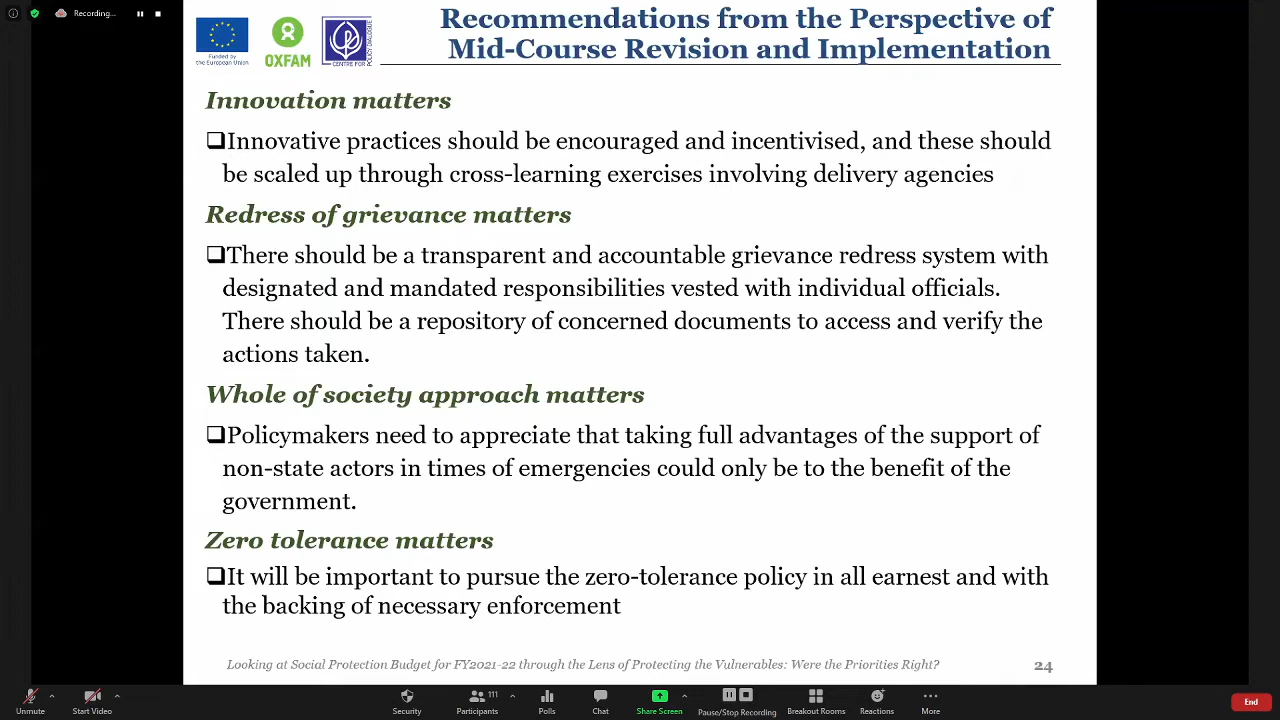 Recording...
Funded by
the European Union
OXFAM
CENTRE FOR
POLICY DIALOGUE
Recommendations from the Perspective of
Mid-Course Revision and Implementation
Innovation matters
❑Innovative practices should be encouraged and incentivised, and these should
be scaled up through cross-learning exercises involving delivery agencies
Redress of grievance matters
❑There should be a transparent and accountable grievance redress system with
designated and mandated responsibilities vested with individual officials.
There should be a repository of concerned documents to access and verify the
actions taken.
Whole of society approach matters
❑Policymakers need to appreciate that taking full advantages of the support of
non-state actors in times of emergencies could only be to the benefit of the
government.
Zero tolerance matters
❑It will be important to pursue the zero-tolerance policy in all earnest and with
the backing of necessary enforcement
Looking at Social Protection Budget for FY2021-22 through the Lens of Protecting the Vulnerables: Were the Priorities Right?
24
Unmute
Start Video
Security
Participants
111
Polls
Chat
Share Screen
Pause/Stop Recording
Breakout Rooms
Reactions
More
End